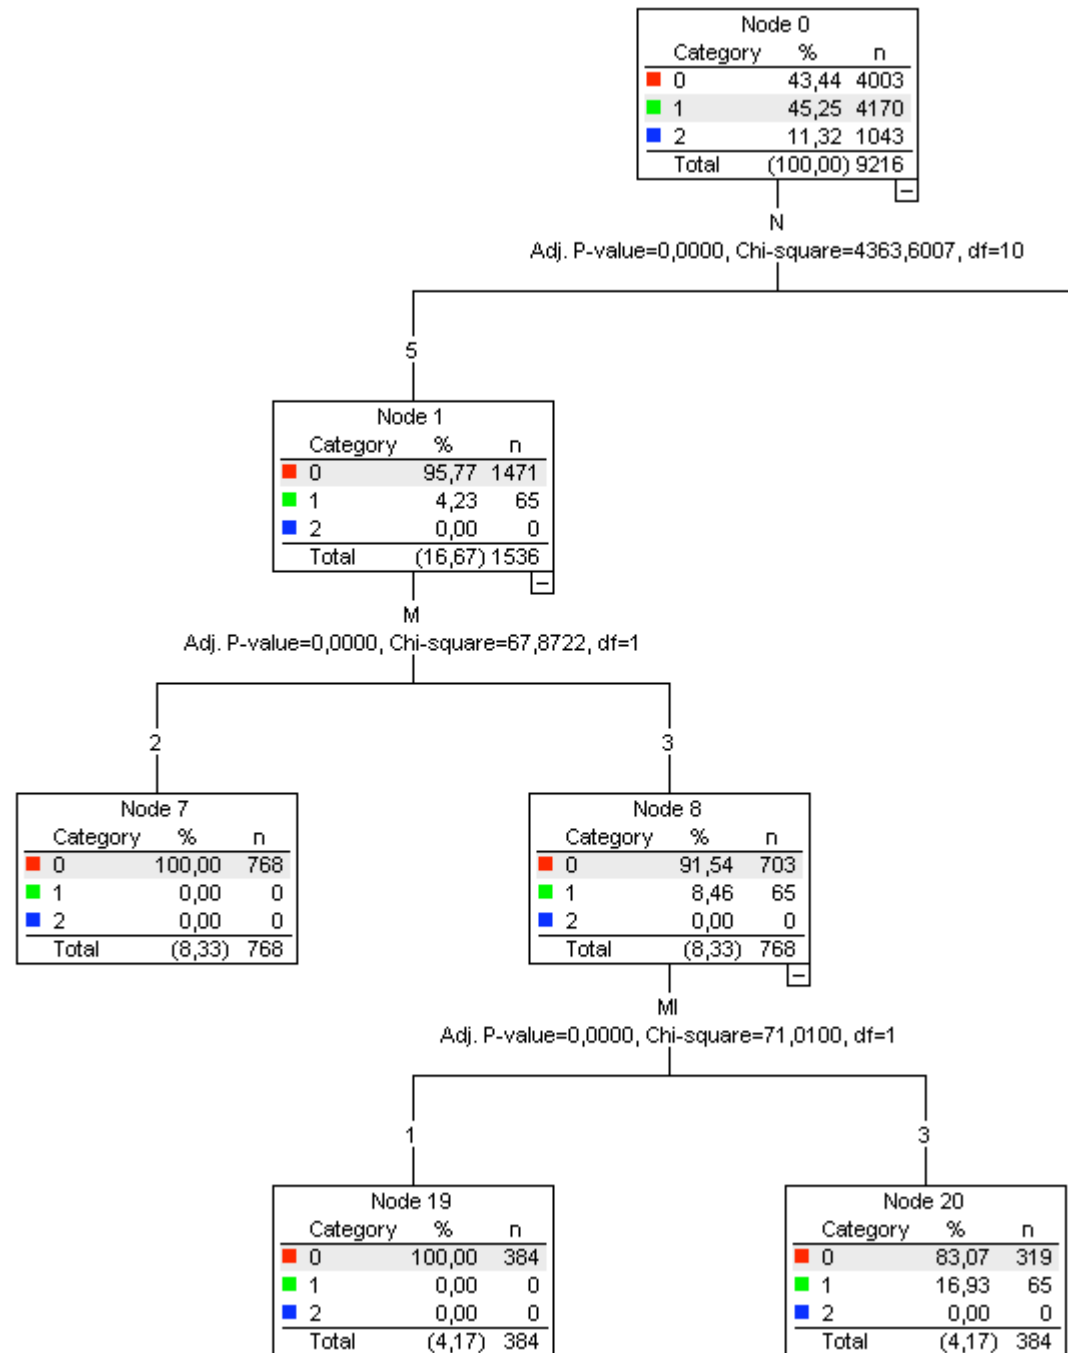 Node 0
Category % n
0 43,44 4003
1 45,25 4170
2 11,32 1043
Total (100,00) 9216
N
Adj. P-value=0,0000, Chi-square=4363,6007, df=10
5
Node 1
Category % n
0 95,77 1471
1 4,23 65
2 0,00 0
Total (16,67) 1536
M
Adj. P-value=0,0000, Chi-square=67,8722, df=1
2 3
Node 7
Category % n
0 100,00 768
1 0,00 0
2 0,00 0
Total (8,33) 768
Node 8
Category % n
0 91,54 703
1 8,46 65
2 0,00 0
Total (8,33) 768
MI
Adj. P-value=0,0000, Chi-square=71,0100, df=1
1 3
Node 19
Category % n
0 100,00 384
1 0,00 0
2 0,00 0
Total (4,17) 384
Node 20
Category % n
0 83,07 319
1 16,93 65
2 0,00 0
Total (4,17) 384